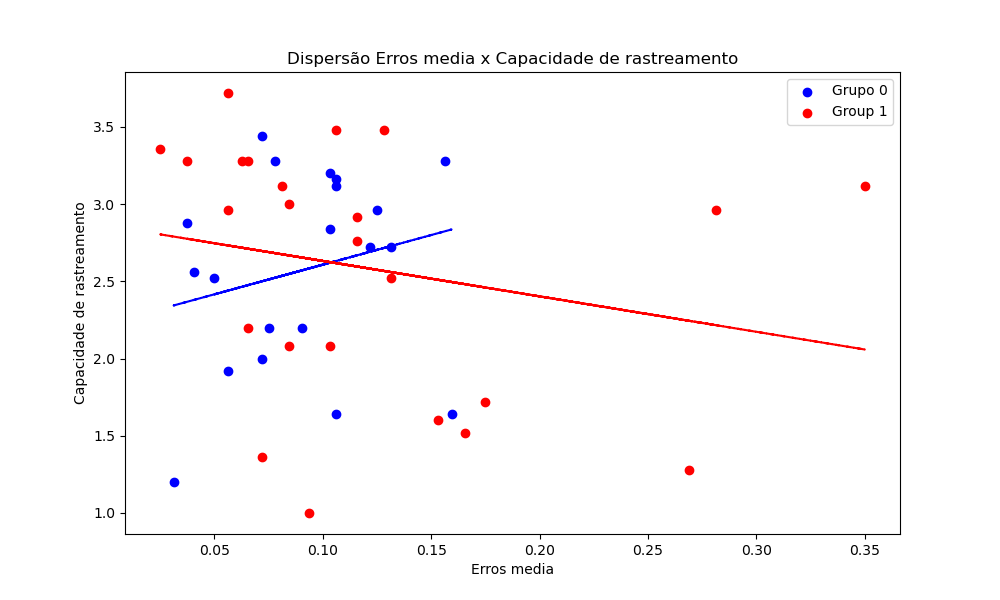 Dispersão Erros media x Capacidade de rastreamento
Grupo 0
Group 1
Capacidade de rastreamento
3.5
3.0
2.5
2.0
1.5
1.0
0.05 0.10 0.15 0.20 0.25 0.30 0.35
Erros media